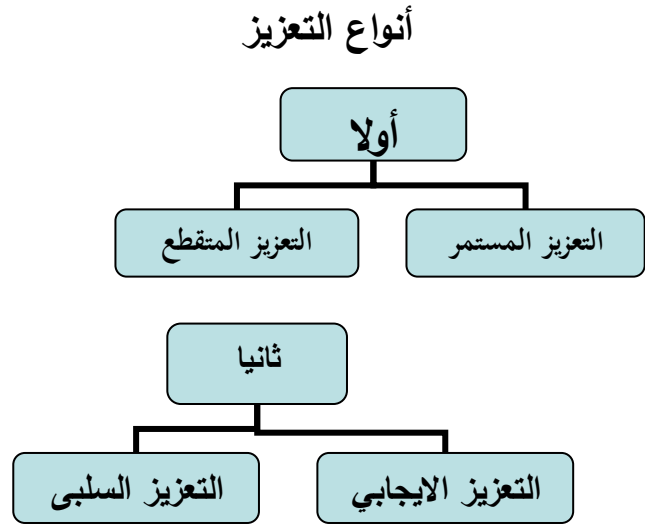 أنواع التعزيز
أولا
التعزيز المستمر
التعزيز المتقطع
ثانيا
التعزيز الايجابي
التعزيز السلبى